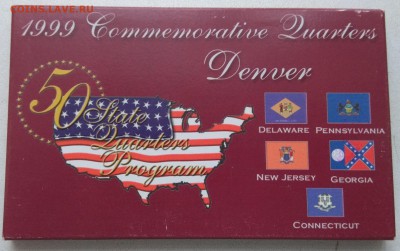 COINS.LAVE.RU
1999 Commemorative Quarters
Denver
50 State
Quarters
Program
DELAWARE PENNSYLVANIA
NEW JERSEY GEORGIA
CONNECTICUT